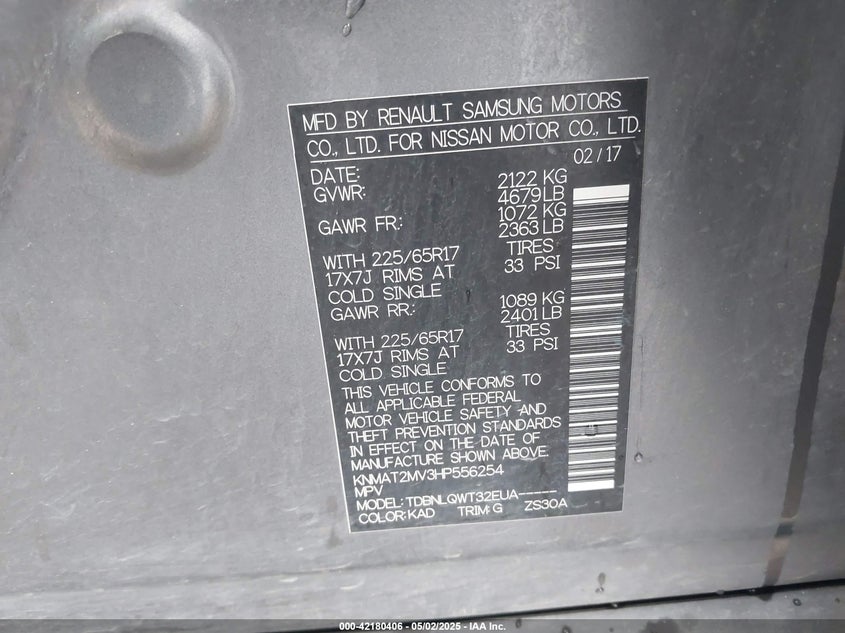 MFD BY RENAULT SAMSUNG MOTORS
CO., LTD. FOR NISSAN MOTOR CO., LTD.
DATE: 02/17
GVWR: 2122 KG
4679 LB
GAWR FR: 1072 KG
2363 LB
WITH 225/65R17 TIRES
17X7J RIMS AT 33 PSI
COLD SINGLE
GAWR RR: 1089 KG
2401 LB
WITH 225/65R17 TIRES
17X7J RIMS AT 33 PSI
COLD SINGLE
THIS VEHICLE CONFORMS TO
ALL APPLICABLE FEDERAL
MOTOR VEHICLE SAFETY AND
THEFT PREVENTION STANDARDS
IN EFFECT ON THE DATE OF
MANUFACTURE SHOWN ABOVE.
KNMAT2MV3HP556254
MPV
MODEL: TDBNLQWT32EUA------
COLOR: KAD TRIM: G ZS30A
000-42180406 - 05/02/2025 - IAA Inc.